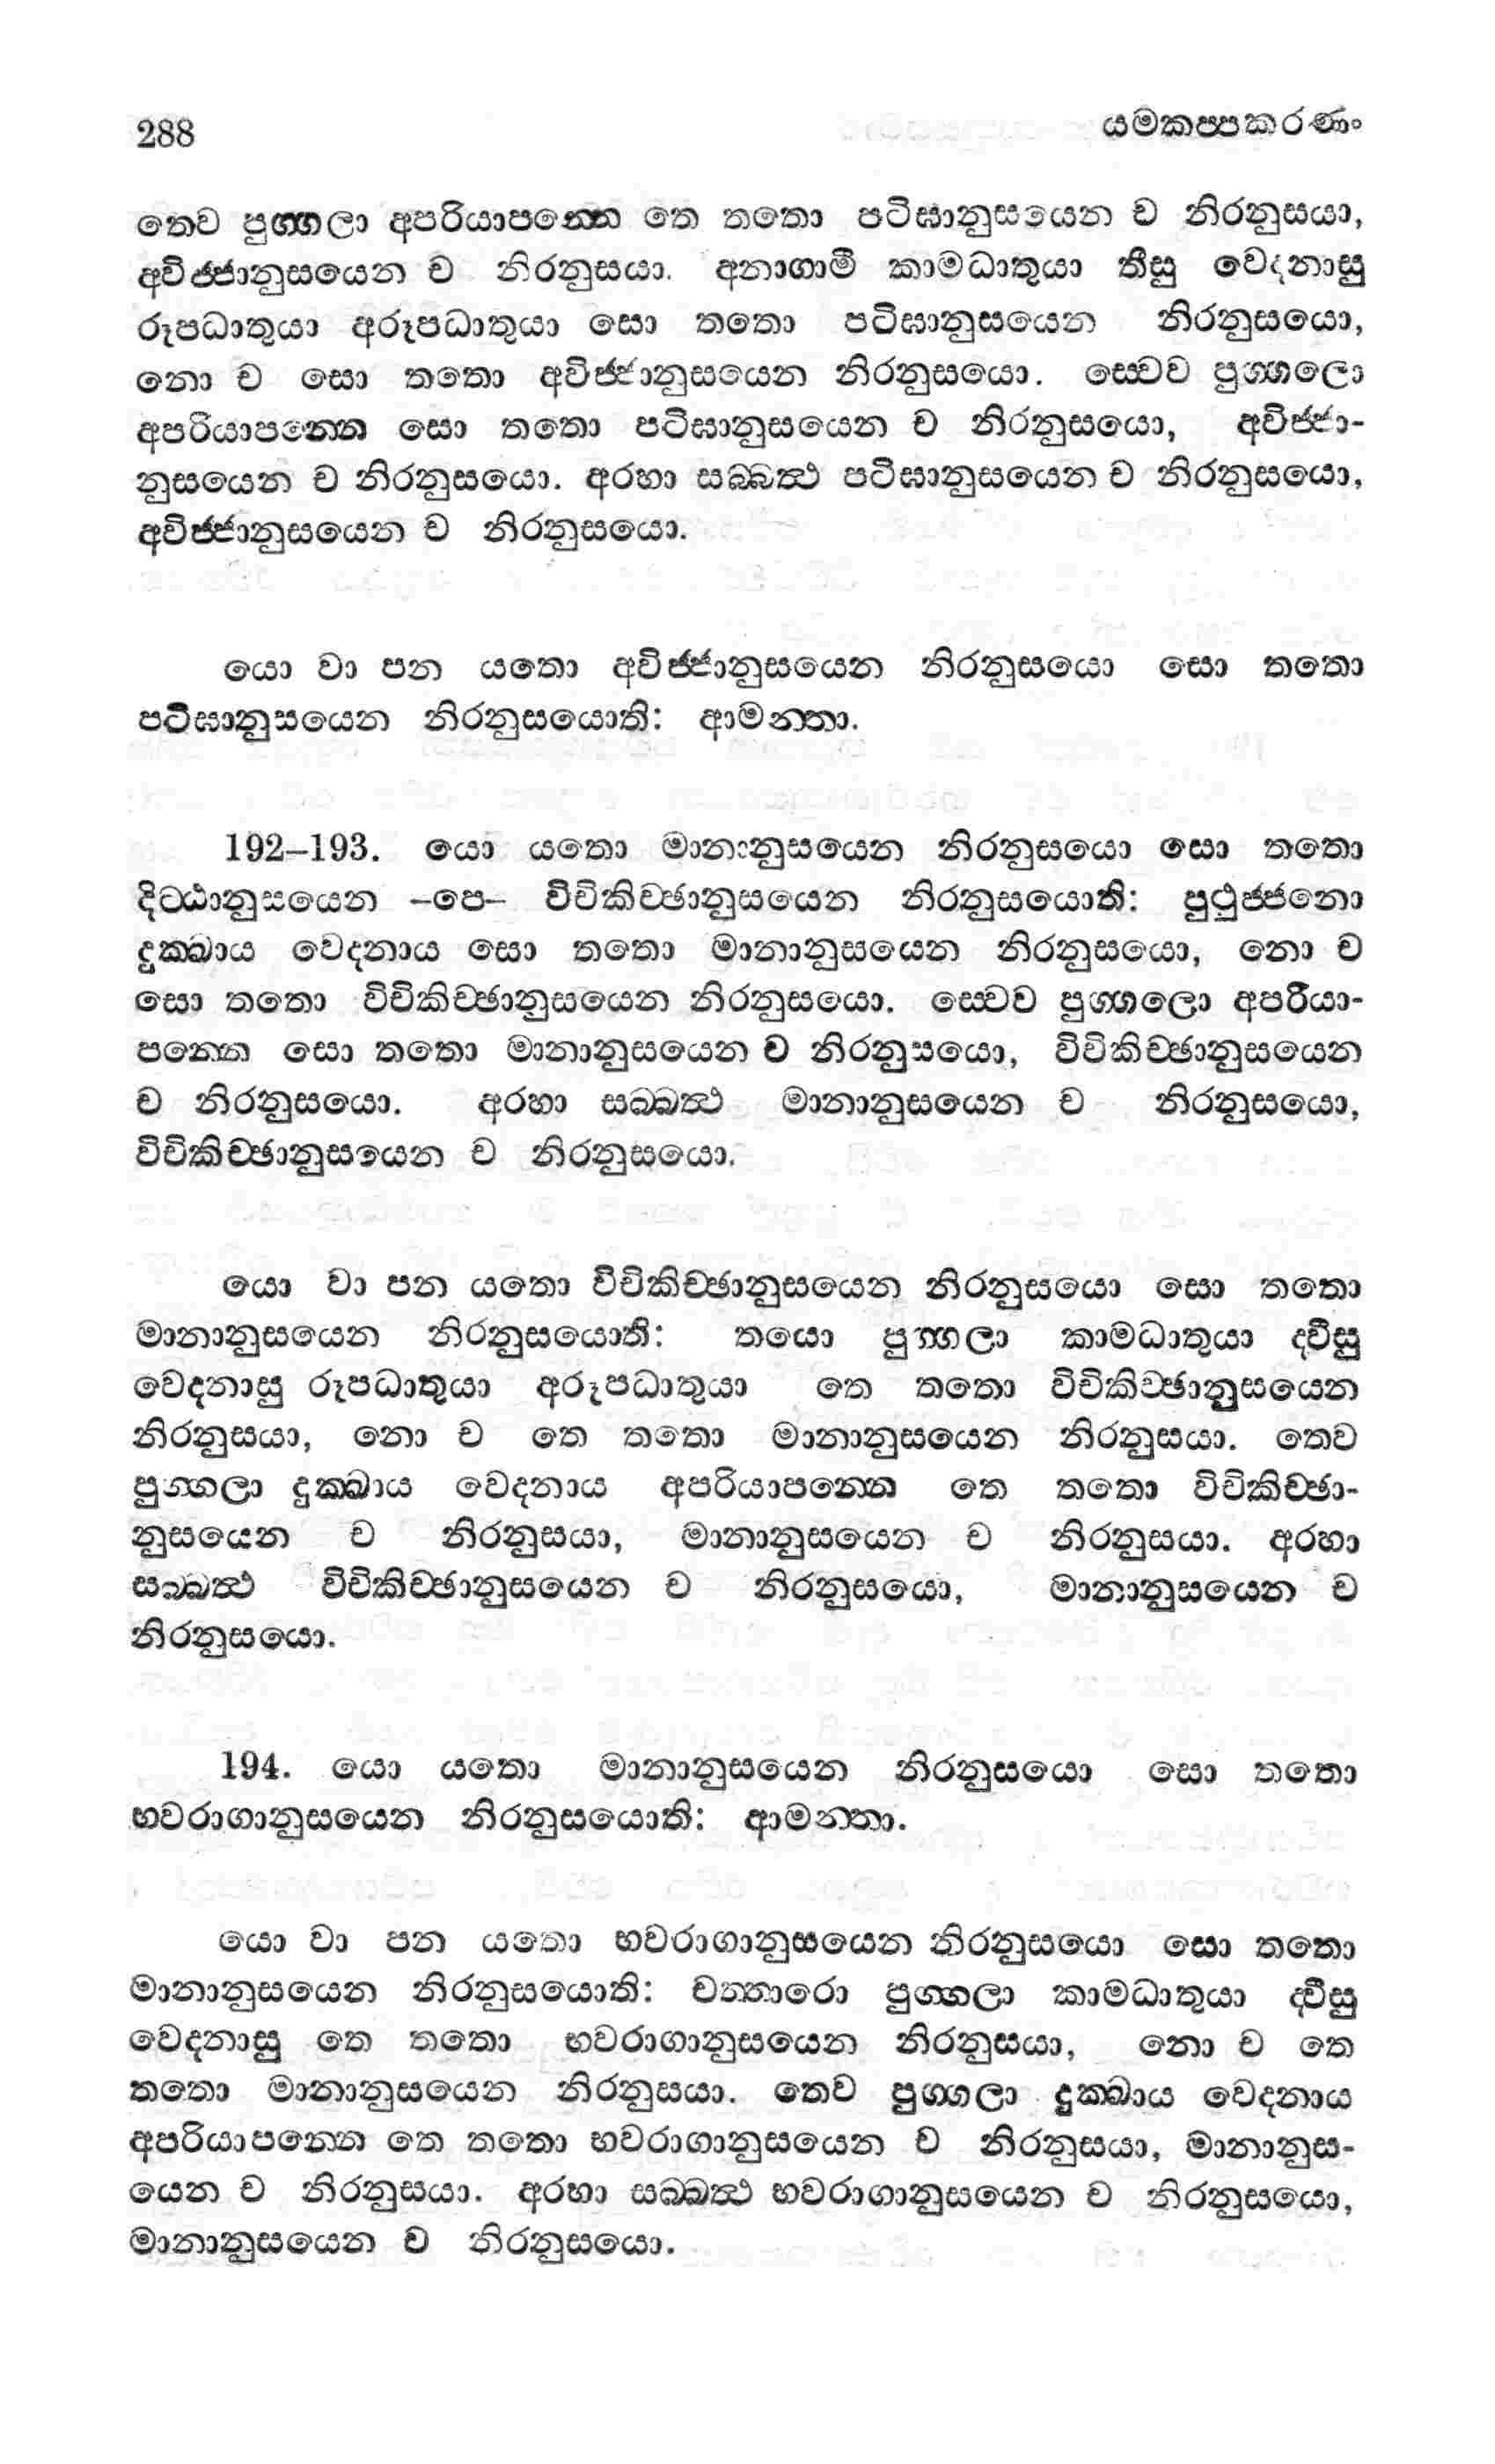 288
යමකප්පකරණං
තෙව පුග්ගලා අපරියාපන්නෙ තෙ තතො පටිඝානුසයෙන ච නිරනුසයා,
අවිජ්ජානුසයෙන ච නිරනුසයා. අනාගාමී කාමධාතුයා තීසු වෙදනාසු
රූපධාතුයා අරූපධාතුයා සො තතො පටිඝානුසයෙන නිරනුසයො,
නො ච සො තතො අවිජ්ජානුසයෙන නිරනුසයො. ස්වෙව පුග්ගලො
අපරියාපන්නෙ සො තතො පටිඝානුසයෙන ච නිරනුසයො, අවිජ්ජා-
නුසයෙන ච නිරනුසයො. අරහා සබ්බත්ථ පටිඝානුසයෙන ච නිරනුසයො,
අවිජ්ජානුසයෙන ච නිරනුසයො.
යො වා පන යතො අවිජ්ජානුසයෙන නිරනුසයො සො තතො
පටිඝානුසයෙන නිරනුසයොති: ආමන්තා.
192–193. යො යතො මානානුසයෙන නිරනුසයො සො තතො
දිට්ඨානුසයෙන –පෙ– විචිකිච්ඡානුසයෙන නිරනුසයොති: පුථුජ්ජනො
දුක්ඛාය වෙදනාය සො තතො මානානුසයෙන නිරනුසයො, නො ච
සො තතො විචිකිච්ඡානුසයෙන නිරනුසයො. ස්වෙව පුග්ගලො අපරියා-
පන්නෙ සො තතො මානානුසයෙන ච නිරනුසයො, විචිකිච්ඡානුසයෙන
ච නිරනුසයො. අරහා සබ්බත්ථ මානානුසයෙන ච නිරනුසයො,
විචිකිච්ඡානුසයෙන ච නිරනුසයො.
යො වා පන යතො විචිකිච්ඡානුසයෙන නිරනුසයො සො තතො
මානානුසයෙන නිරනුසයොති: තයො පුග්ගලා කාමධාතුයා ද්වීසු
වෙදනාසු රූපධාතුයා අරූපධාතුයා තෙ තතො විචිකිච්ඡානුසයෙන
නිරනුසයා, නො ච තෙ තතො මානානුසයෙන නිරනුසයා. තෙව
පුග්ගලා දුක්ඛාය වෙදනාය අපරියාපන්නෙ තෙ තතො විචිකිච්ඡා-
නුසයෙන ච නිරනුසයා, මානානුසයෙන ච නිරනුසයා. අරහා
සබ්බත්ථ විචිකිච්ඡානුසයෙන ච නිරනුසයො, මානානුසයෙන ච
නිරනුසයො.
194. යො යතො මානානුසයෙන නිරනුසයො සො තතො
භවරාගානුසයෙන නිරනුසයොති: ආමන්තා.
යො වා පන යතො භවරාගානුසයෙන නිරනුසයො සො තතො
මානානුසයෙන නිරනුසයොති: චත්තාරො පුග්ගලා කාමධාතුයා ද්වීසු
වෙදනාසු තෙ තතො භවරාගානුසයෙන නිරනුසයා, නො ච තෙ
තතො මානානුසයෙන නිරනුසයා. තෙව පුග්ගලා දුක්ඛාය වෙදනාය
අපරියාපන්නෙ තෙ තතො භවරාගානුසයෙන ච නිරනුසයා, මානානුස-
යෙන ච නිරනුසයා. අරහා සබ්බත්ථ භවරාගානුසයෙන ච නිරනුසයො,
මානානුසයෙන ච නිරනුසයො.